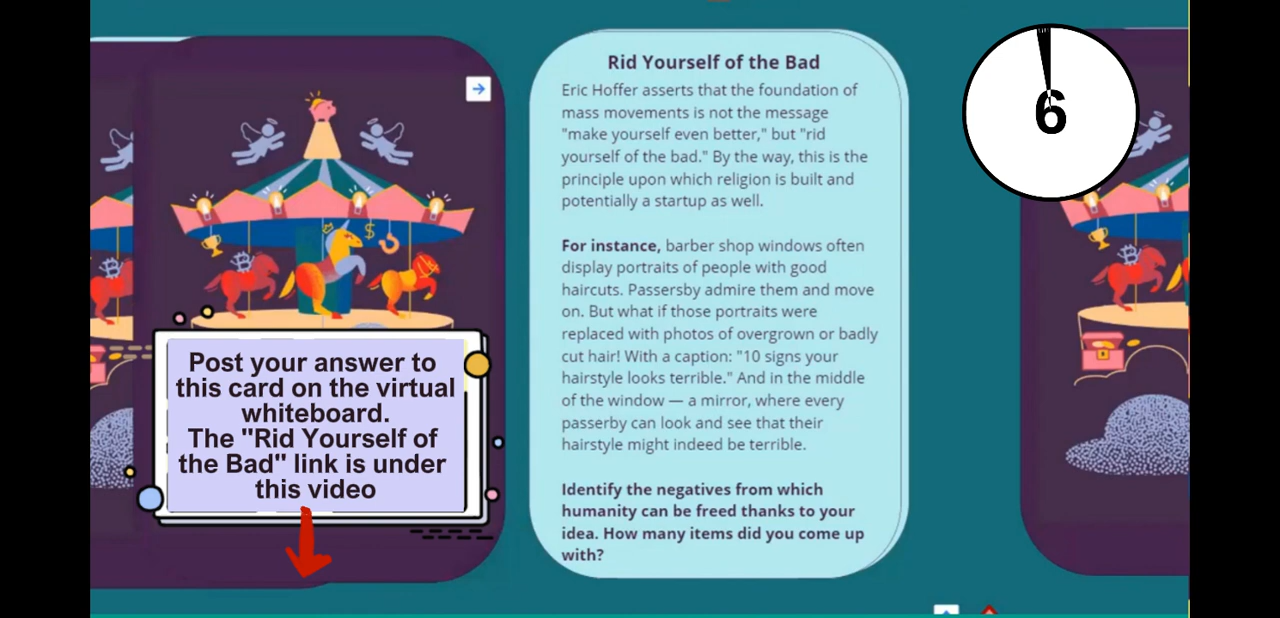 Rid Yourself of the Bad
Eric Hoffer asserts that the foundation of
mass movements is not the message
"make yourself even better," but "rid
yourself of the bad." By the way, this is the
principle upon which religion is built and
potentially a startup as well.
For instance, barber shop windows often
display portraits of people with good
haircuts. Passersby admire them and move
on. But what if those portraits were
replaced with photos of overgrown or badly
cut hair! With a caption: "10 signs your
hairstyle looks terrible." And in the middle
of the window — a mirror, where every
passerby can look and see that their
hairstyle might indeed be terrible.
Identify the negatives from which
humanity can be freed thanks to your
idea. How many items did you come up
with?
Post your answer to
this card on the virtual
whiteboard.
The "Rid Yourself of
the Bad" link is under
this video
6
$